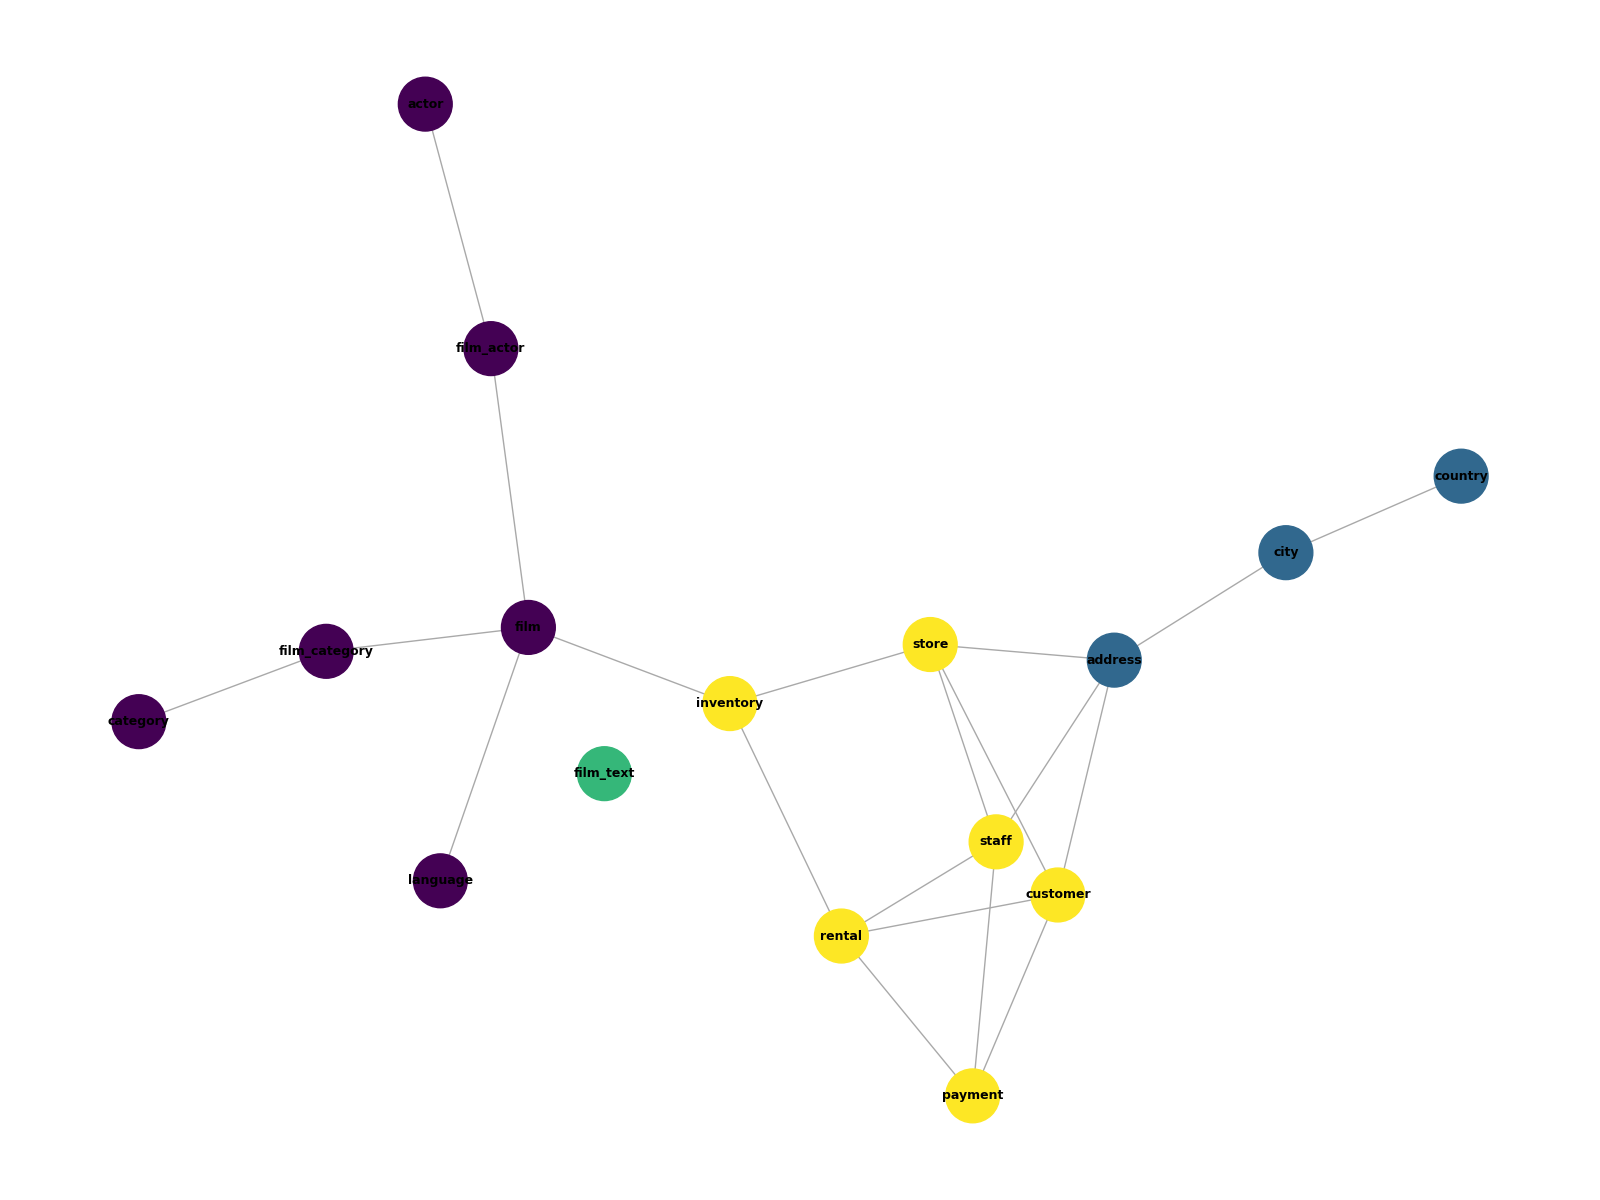 actor
film_actor
country
city
film
store
film_category
address
inventory
category
film_text
staff
language
customer
rental
payment